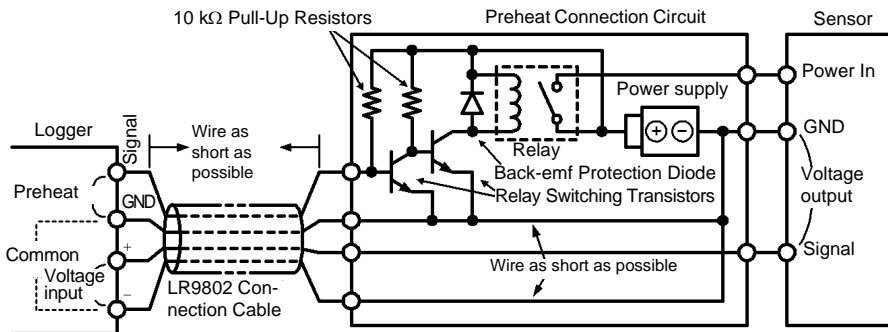 10 kΩ Pull-Up Resistors
Preheat Connection Circuit
Sensor
Power In
Power supply
Logger
Signal
Wire as
short as
possible
GND
Relay
Back-emf Protection Diode
Relay Switching Transistors
Voltage
output
Preheat
GND
+
Common
Voltage
input
−
Signal
Wire as short as possible
LR9802 Con-
nection Cable